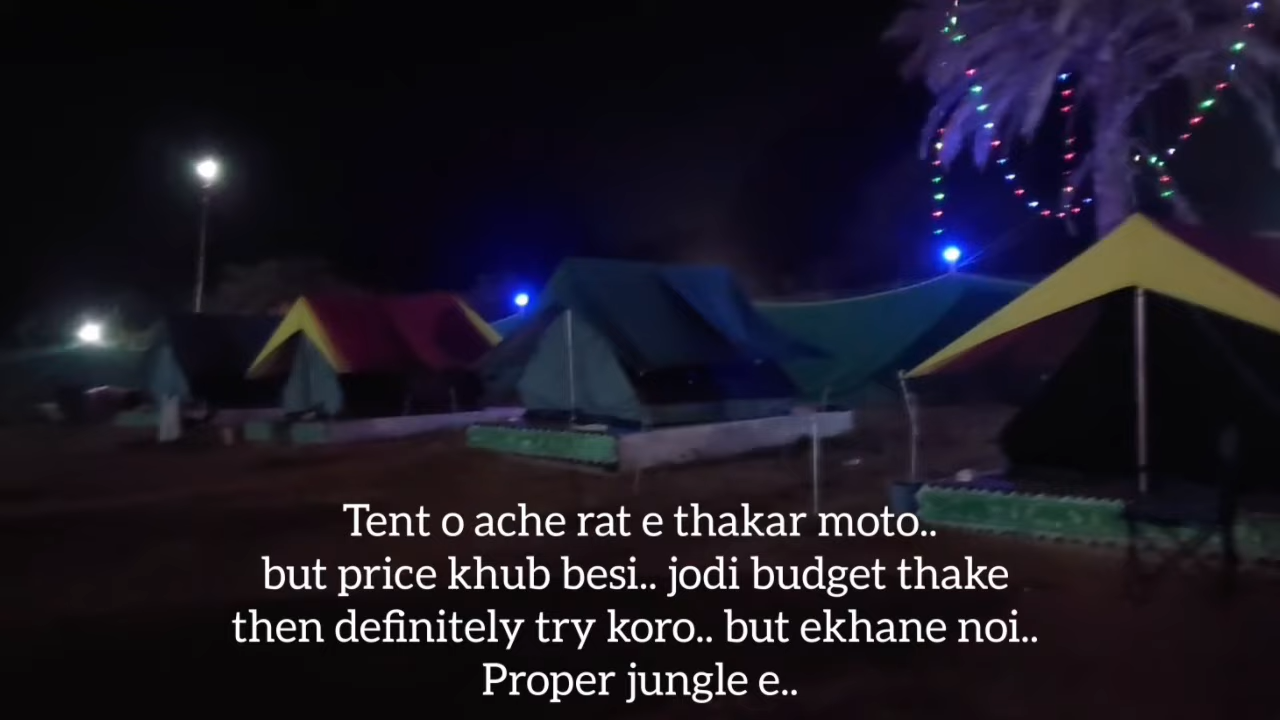 Tent o ache rat e thakar moto..
but price khub besi.. jodi budget thake
then definitely try koro.. but ekhane noi..
Proper jungle e..